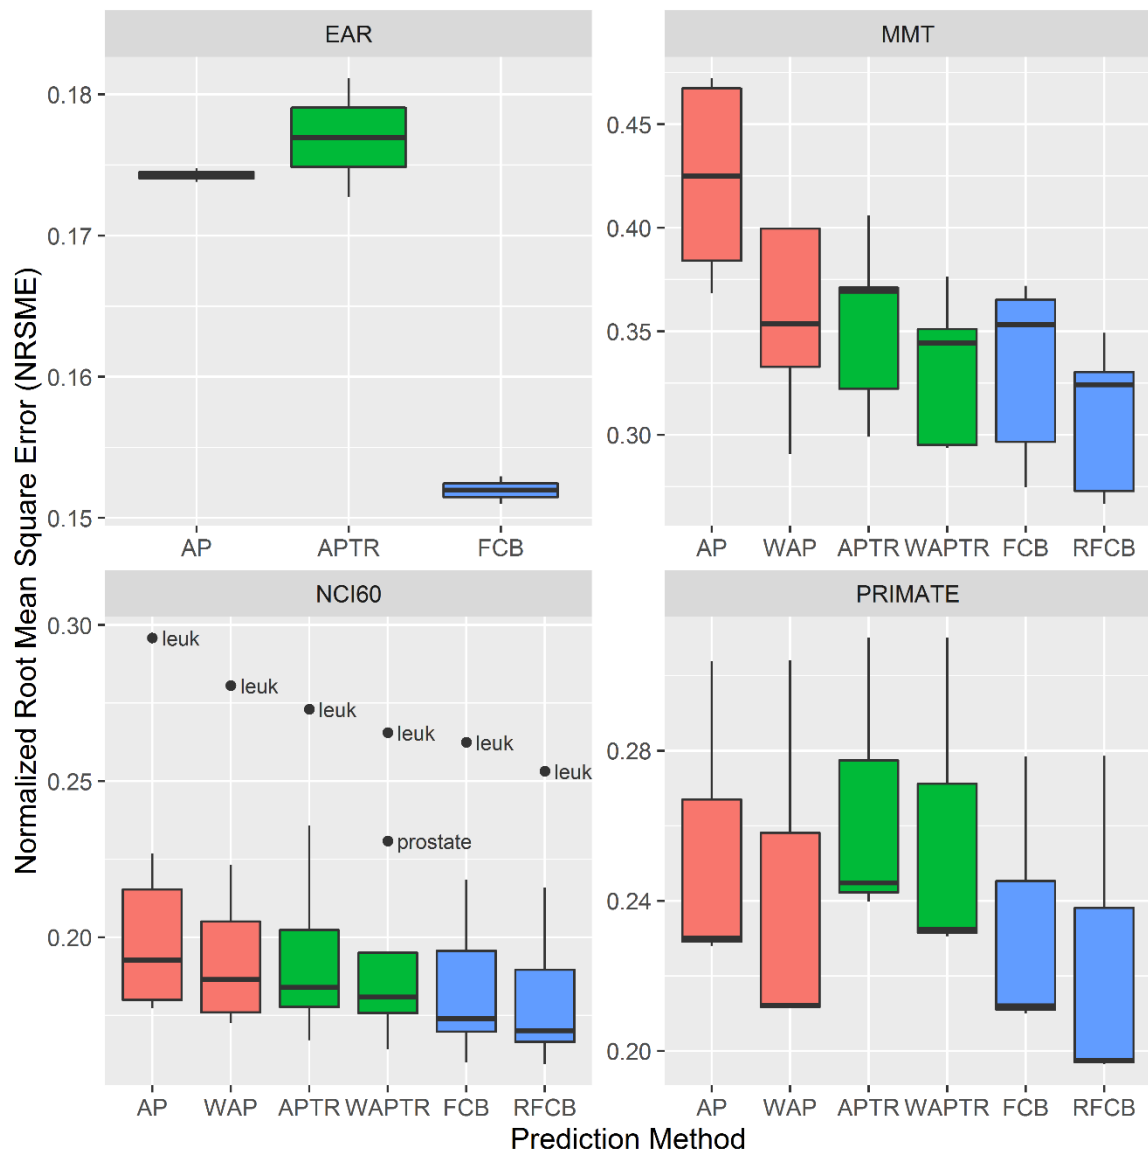 EAR
MMT
Normalized Root Mean Square Error (NRSME)
0.18
0.17
0.16
0.15
AP APTR FCB
0.45
0.40
0.35
0.30
AP WAP APTR WAPTR FCB RFCB
NCI60
PRIMATE
0.30
0.25
0.20
leuk
leuk
leuk
leuk
leuk
leuk
prostate
AP WAP APTR WAPTR FCB RFCB
0.28
0.24
0.20
AP WAP APTR WAPTR FCB RFCB
Prediction Method